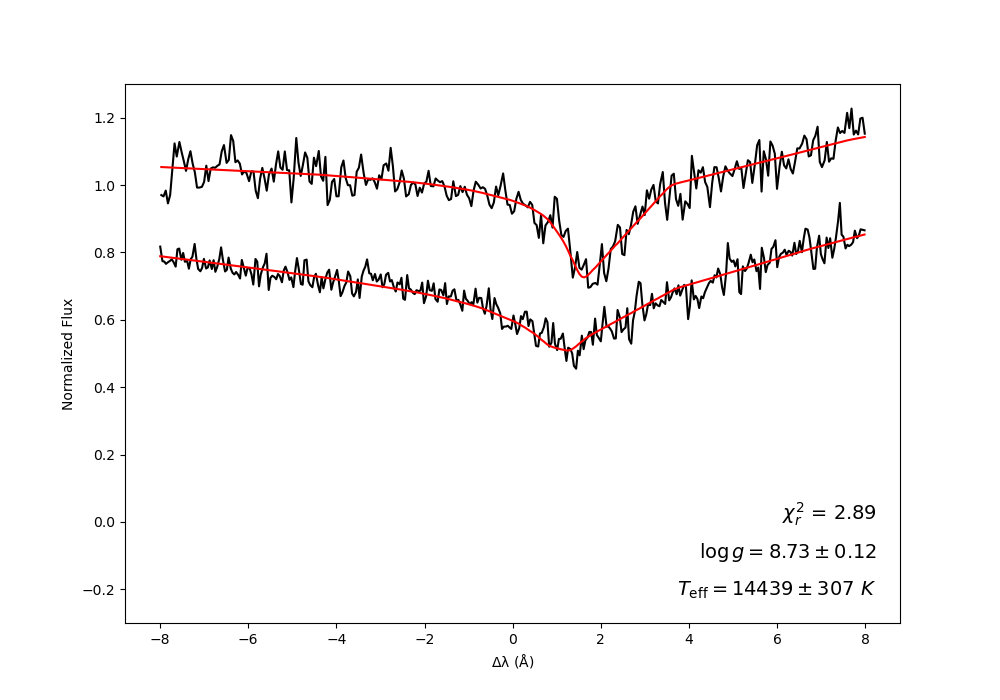 1.2
1.0
0.8
0.6
0.4
0.2
0.0
−0.2
Normalized Flux
χ²ᵣ = 2.89
log g = 8.73 ± 0.12
T_eff = 14439 ± 307 K
−8 −6 −4 −2 0 2 4 6 8
Δλ (Å)